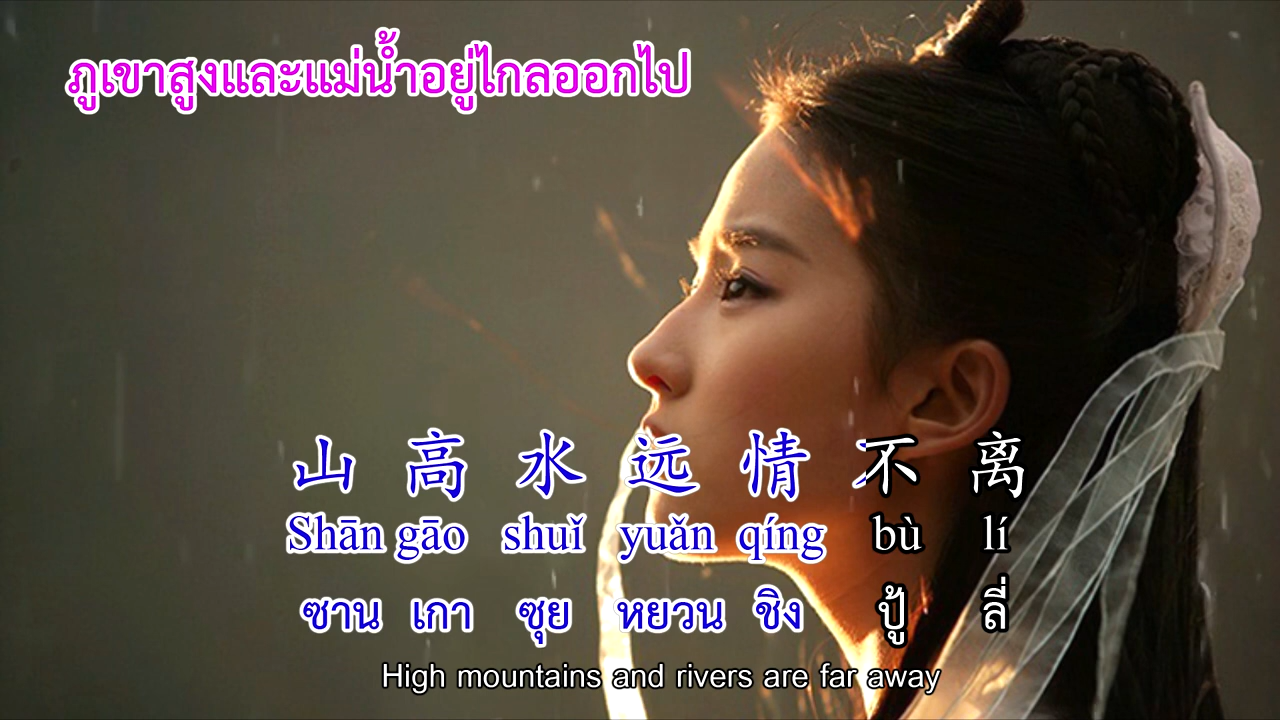 ภูเขาสูงและแม่น้ำอยู่ไกลออกไป
山 高 水 远 情 不 离
Shān gāo shuǐ yuǎn qíng bù lí
ซาน เกา ซุย หยวน ชิง ปู้ ลี่
High mountains and rivers are far away